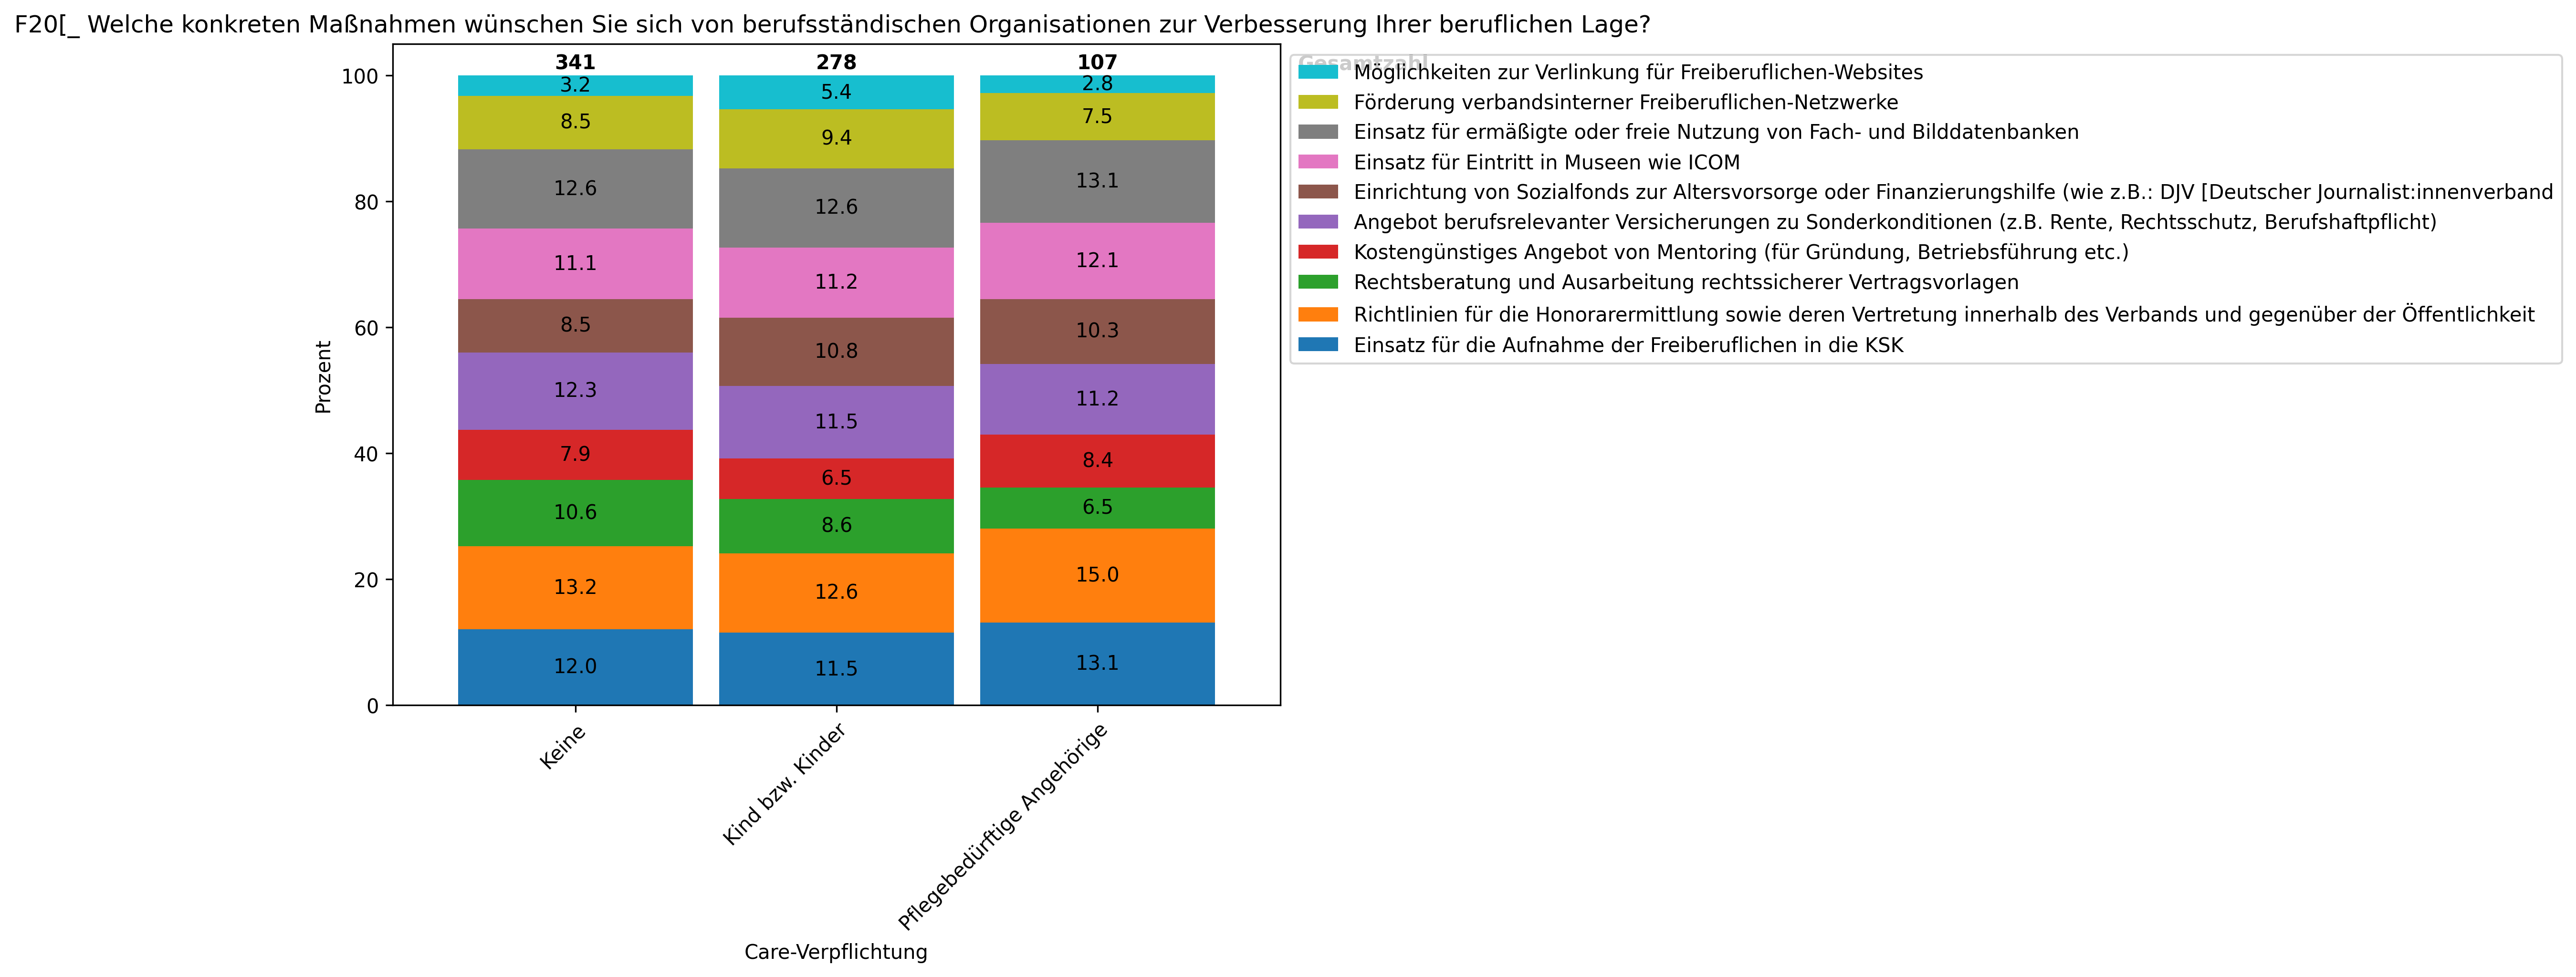 F20[_ Welche konkreten Maßnahmen wünschen Sie sich von berufsständischen Organisationen zur Verbesserung Ihrer beruflichen Lage?
341
278
107
Gesamtzahl
100
80
60
40
20
0
Prozent
3.2
8.5
12.6
11.1
8.5
12.3
7.9
10.6
13.2
12.0
5.4
9.4
12.6
11.2
10.8
11.5
6.5
8.6
12.6
11.5
2.8
7.5
13.1
12.1
10.3
11.2
8.4
6.5
15.0
13.1
Keine
Kind bzw. Kinder
Pflegebedürftige Angehörige
Care-Verpflichtung
Möglichkeiten zur Verlinkung für Freiberuflichen-Websites
Förderung verbandsinterner Freiberuflichen-Netzwerke
Einsatz für ermäßigte oder freie Nutzung von Fach- und Bilddatenbanken
Einsatz für Eintritt in Museen wie ICOM
Einrichtung von Sozialfonds zur Altersvorsorge oder Finanzierungshilfe (wie z.B.: DJV [Deutscher Journalist:innenverband
Angebot berufsrelevanter Versicherungen zu Sonderkonditionen (z.B. Rente, Rechtsschutz, Berufshaftpflicht)
Kostengünstiges Angebot von Mentoring (für Gründung, Betriebsführung etc.)
Rechtsberatung und Ausarbeitung rechtssicherer Vertragsvorlagen
Richtlinien für die Honorarermittlung sowie deren Vertretung innerhalb des Verbands und gegenüber der Öffentlichkeit
Einsatz für die Aufnahme der Freiberuflichen in die KSK